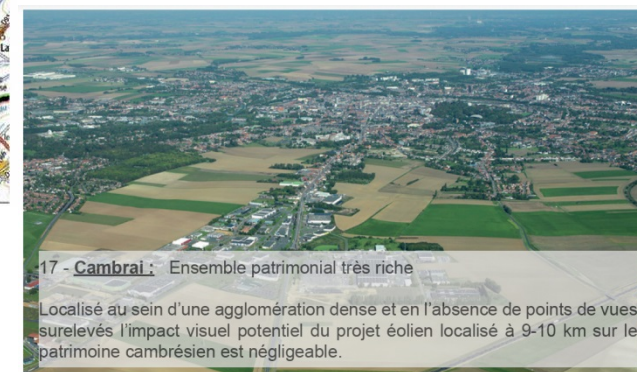 17 - Cambrai : Ensemble patrimonial très riche
Localisé au sein d'une agglomération dense et en l'absence de points de vues
surelevés l'impact visuel potentiel du projet éolien localisé à 9-10 km sur le
patrimoine cambrésien est négligeable.